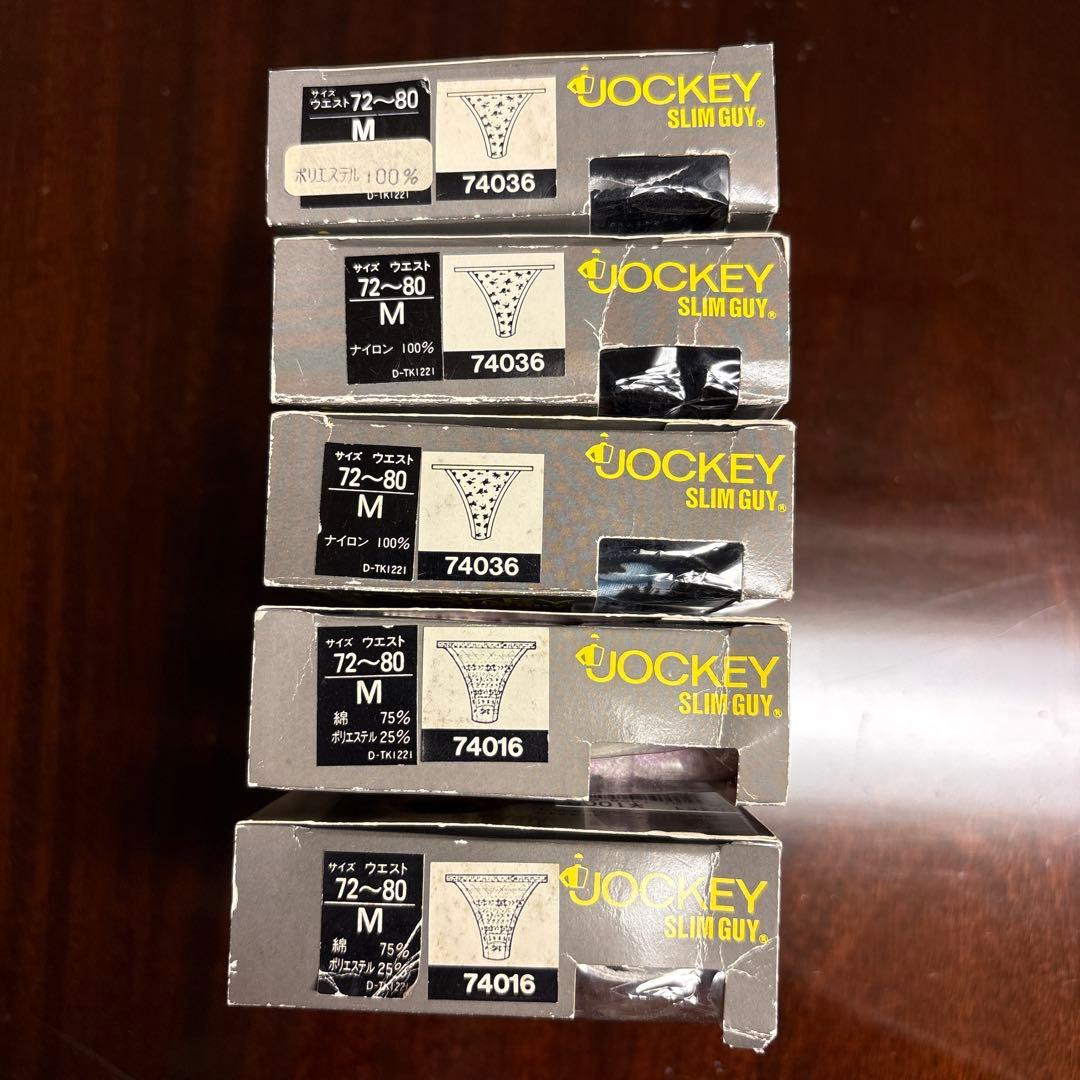 サイズ
ウエスト 72〜80
M
ポリエステル 100%
D-TK1221
74036
JOCKEY
SLIM GUY®
サイズ ウエスト
72〜80
M
ナイロン 100%
D-TK1221
74036
JOCKEY
SLIM GUY®
サイズ ウエスト
72〜80
M
ナイロン 100%
D-TK1221
74036
JOCKEY
SLIM GUY®
サイズ ウエスト
72〜80
M
綿 75%
ポリエステル 25%
D-TK1221
74016
JOCKEY
SLIM GUY®
サイズ ウエスト
72〜80
M
綿 75%
ポリエステル 25%
D-TK1221
74016
JOCKEY
SLIM GUY®